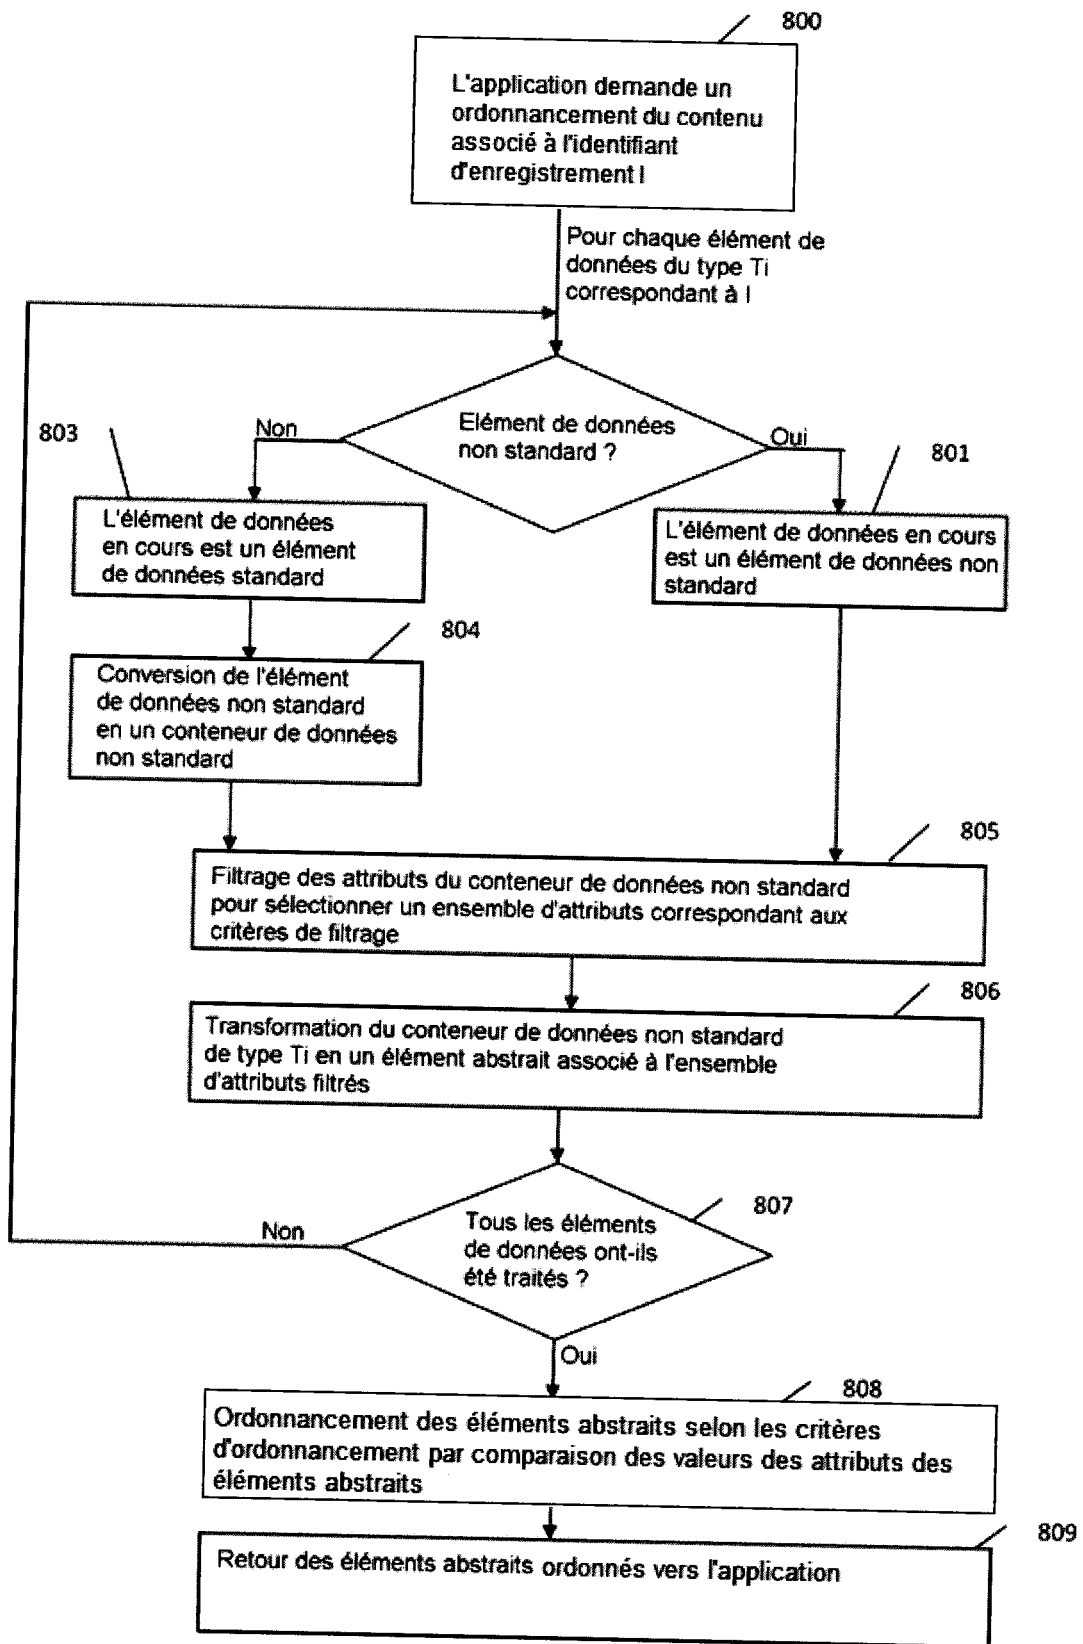 800
L'application demande un
ordonnancement du contenu
associé à l'identifiant
d'enregistrement I
Pour chaque élément de
données du type Ti
correspondant à I
Elément de données
non standard ?
Non
Oui
803
801
L'élément de données
en cours est un élément
de données standard
L'élément de données en cours
est un élément de données non
standard
804
Conversion de l'élément
de données non standard
en un conteneur de données
non standard
805
Filtrage des attributs du conteneur de données non standard
pour sélectionner un ensemble d'attributs correspondant aux
critères de filtrage
806
Transformation du conteneur de données non standard
de type Ti en un élément abstrait associé à l'ensemble
d'attributs filtrés
807
Tous les éléments
de données ont-ils
été traités ?
Non
Oui
808
Ordonnancement des éléments abstraits selon les critères
d'ordonnancement par comparaison des valeurs des attributs des
éléments abstraits
809
Retour des éléments abstraits ordonnés vers l'application